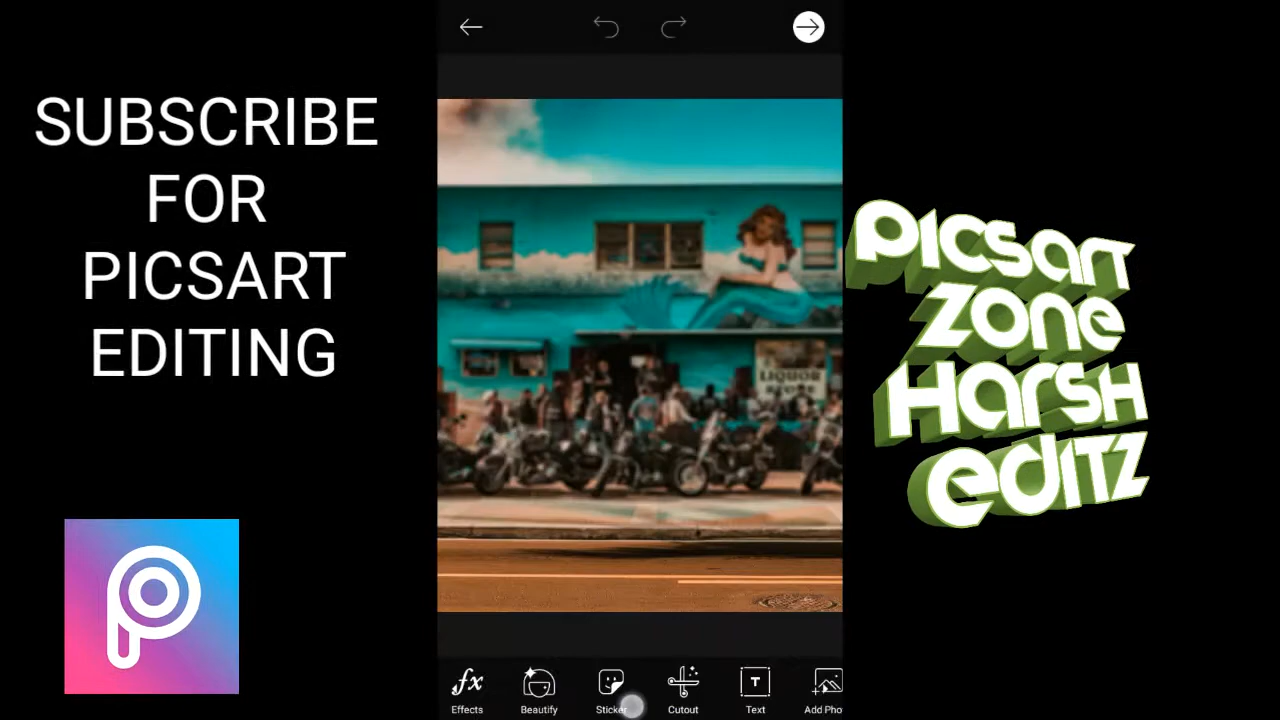 SUBSCRIBE
FOR
PICSART
EDITING
LIQUOR
Effects
Beautify
Sticker
Cutout
Text
Add Pho
Picsart
Zone
Harsh
editz